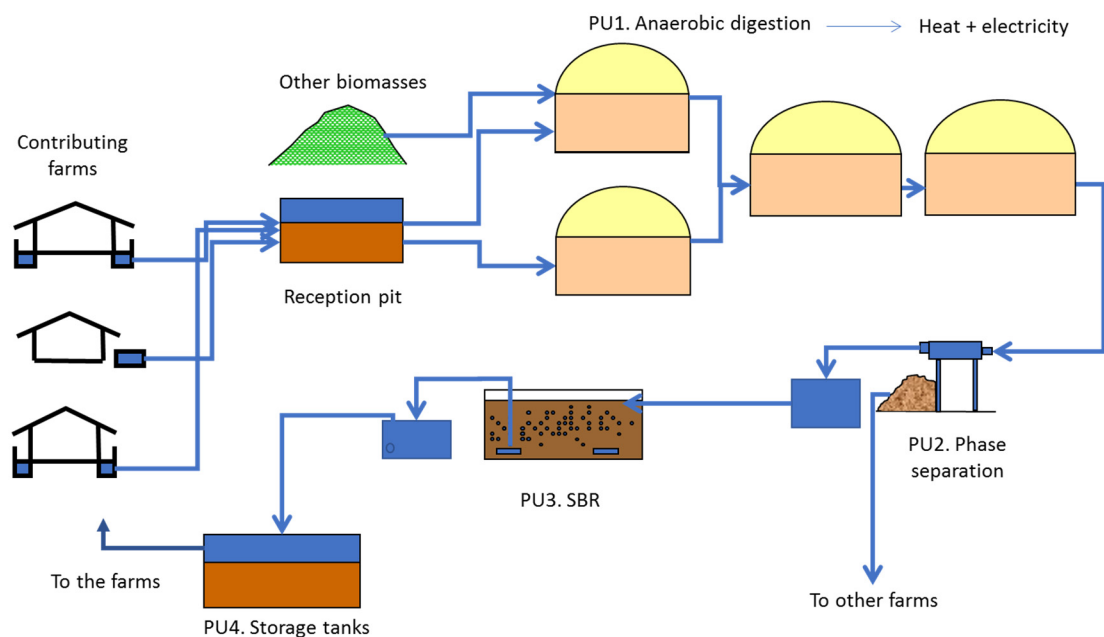 PU1. Anaerobic digestion
Heat + electricity
Other biomasses
Contributing
farms
Reception pit
PU2. Phase
separation
PU3. SBR
To the farms
To other farms
PU4. Storage tanks